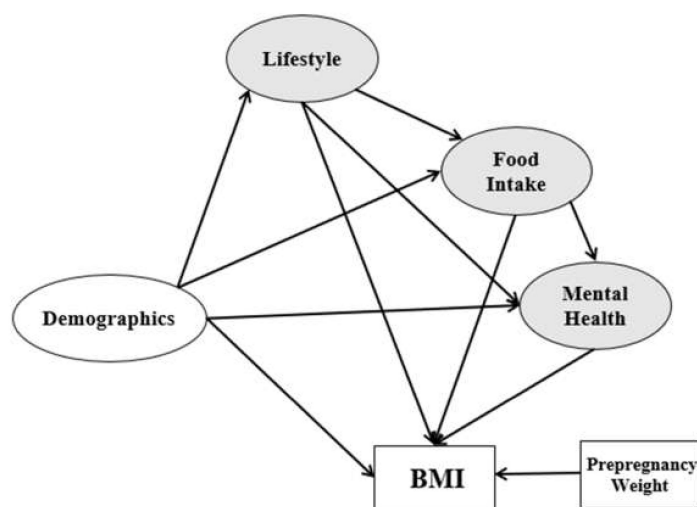 Lifestyle
Food
Intake
Mental
Health
Demographics
BMI
Prepregnancy
Weight